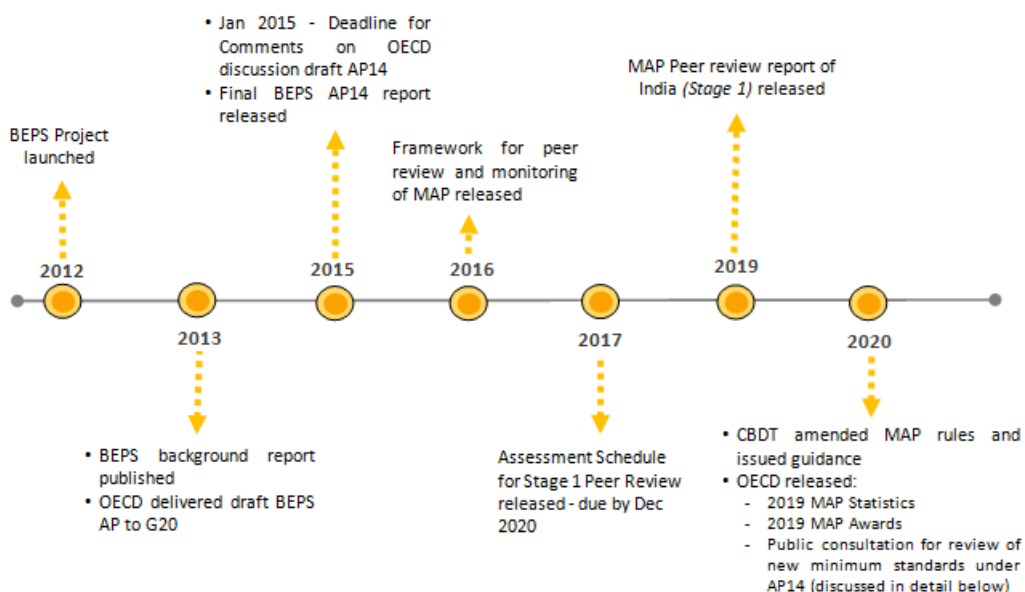 BEPS Project
launched
2012
2013
• BEPS background report
published
• OECD delivered draft BEPS
AP to G20
• Jan 2015 - Deadline for
Comments on OECD
discussion draft AP14
• Final BEPS AP14 report
released
2015
Framework for peer
review and monitoring
of MAP released
2016
2017
Assessment Schedule
for Stage 1 Peer Review
released - due by Dec
2020
MAP Peer review report of
India (Stage 1) released
2019
2020
• CBDT amended MAP rules and
issued guidance
• OECD released:
- 2019 MAP Statistics
- 2019 MAP Awards
- Public consultation for review of
new minimum standards under
AP14 (discussed in detail below)